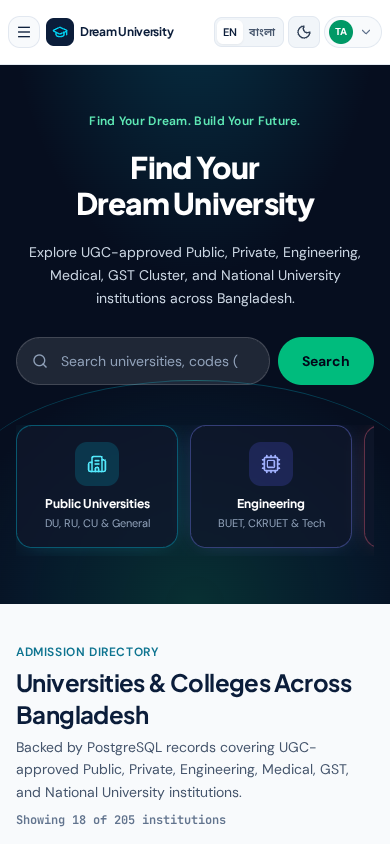 Dream University
EN বাংলা
TA
Find Your Dream. Build Your Future.
Find Your
Dream University
Explore UGC-approved Public, Private, Engineering,
Medical, GST Cluster, and National University
institutions across Bangladesh.
Search universities, codes (
Search
Public Universities
DU, RU, CU & General
Engineering
BUET, CKRUET & Tech
ADMISSION DIRECTORY
Universities & Colleges Across
Bangladesh
Backed by PostgreSQL records covering UGC-
approved Public, Private, Engineering, Medical, GST,
and National University institutions.
Showing 18 of 205 institutions